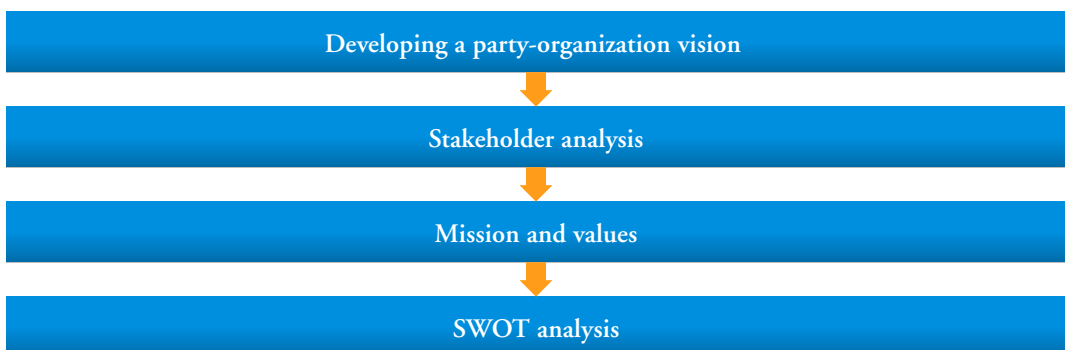 Developing a party-organization vision
Stakeholder analysis
Mission and values
SWOT analysis